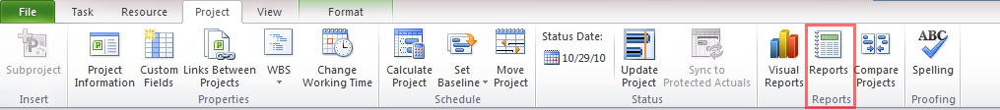 File Task Resource Project View Format
Subproject
Insert
Project
Information
Custom
Fields
Links Between
Projects
WBS
Change
Working Time
Properties
Calculate
Project
Set
Baseline
Move
Project
Schedule
Status Date:
10/29/10
Update
Project
Sync to
Protected Actuals
Status
Visual
Reports
Reports
Compare
Projects
Reports
ABC
Spelling
Proofing